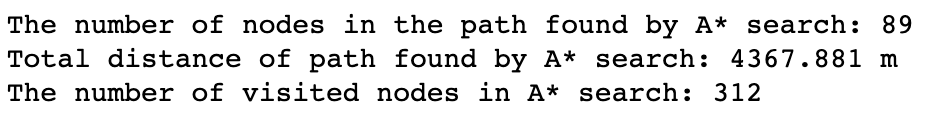 The number of nodes in the path found by A* search: 89
Total distance of path found by A* search: 4367.881 m
The number of visited nodes in A* search: 312